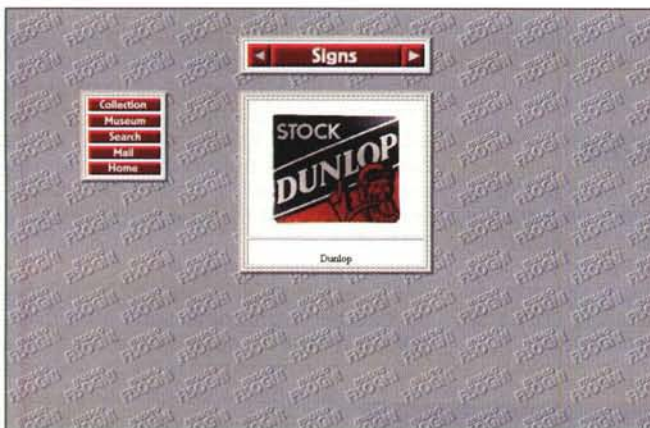 Signs
Collection
Museum
Search
Mail
Home
STOCK
DUNLOP
Dunlop